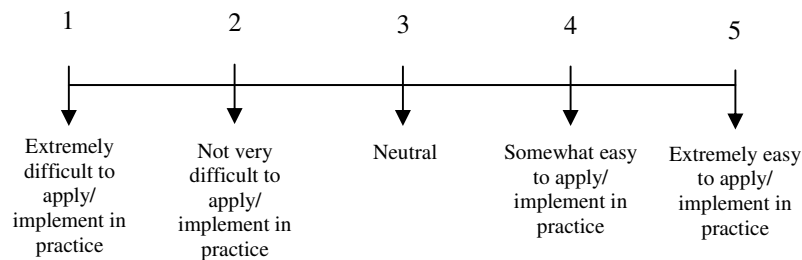 1 2 3 4 5
Extremely
difficult to
apply/
implement in
practice
Not very
difficult to
apply/
implement in
practice
Neutral
Somewhat easy
to apply/
implement in
practice
Extremely easy
to apply/
implement in
practice